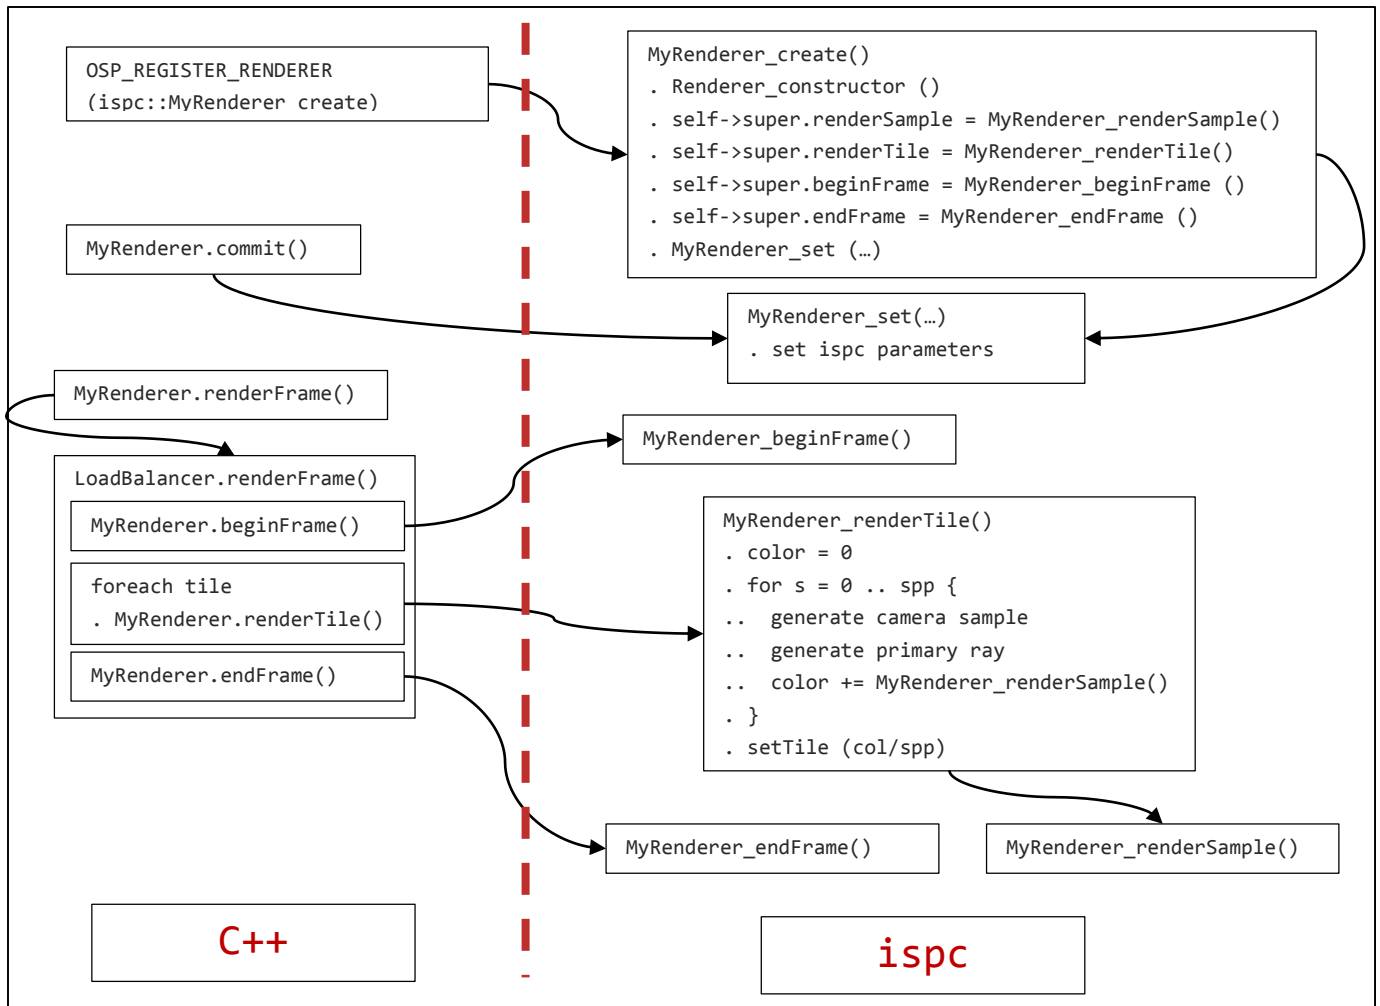 OSP_REGISTER_RENDERER
(ispc::MyRenderer create)
MyRenderer_create()
. Renderer_constructor ()
. self->super.renderSample = MyRenderer_renderSample()
. self->super.renderTile = MyRenderer_renderTile()
. self->super.beginFrame = MyRenderer_beginFrame ()
. self->super.endFrame = MyRenderer_endFrame ()
. MyRenderer_set (…)
MyRenderer.commit()
MyRenderer_set(…)
. set ispc parameters
MyRenderer.renderFrame()
LoadBalancer.renderFrame()
MyRenderer.beginFrame()
foreach tile
. MyRenderer.renderTile()
MyRenderer.endFrame()
MyRenderer_beginFrame()
MyRenderer_renderTile()
. color = 0
. for s = 0 .. spp {
..  generate camera sample
..  generate primary ray
..  color += MyRenderer_renderSample()
. }
. setTile (col/spp)
MyRenderer_endFrame()
MyRenderer_renderSample()
C++
ispc